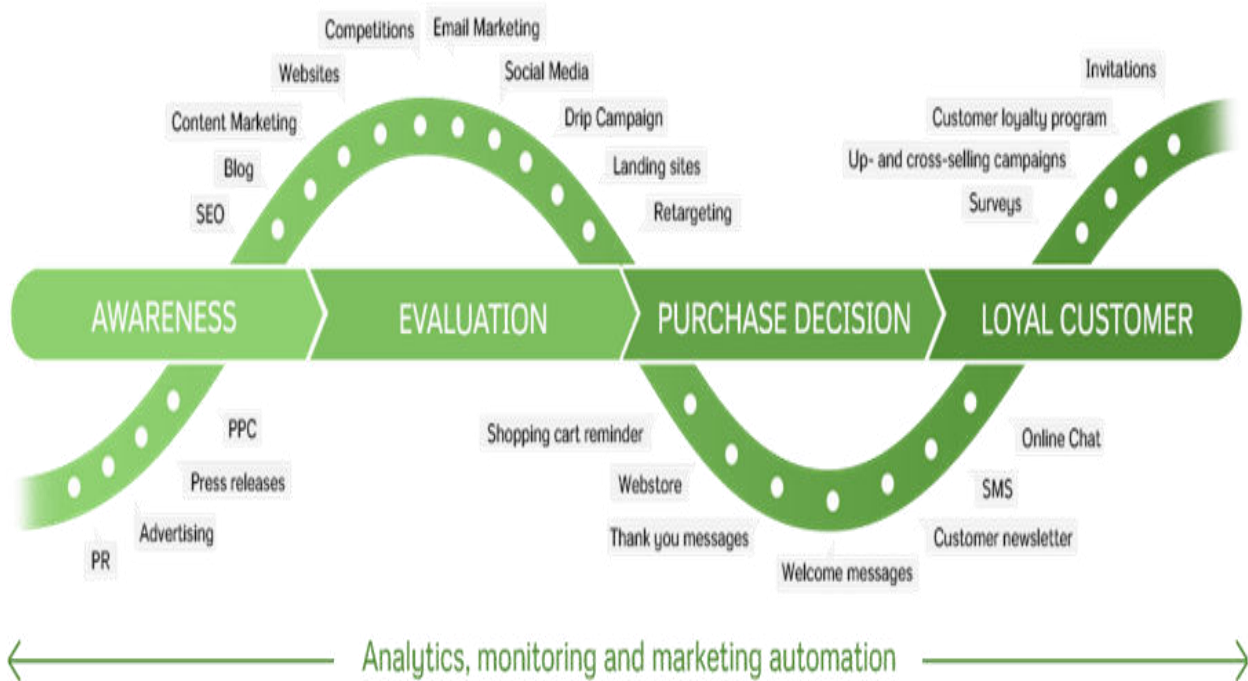 Competitions
Email Marketing
Websites
Social Media
Invitations
Content Marketing
Drip Campaign
Customer loyalty program
Blog
Landing sites
Up- and cross-selling campaigns
SEO
Retargeting
Surveys
AWARENESS
EVALUATION
PURCHASE DECISION
LOYAL CUSTOMER
PPC
Shopping cart reminder
Online Chat
Press releases
Webstore
SMS
Advertising
Thank you messages
Customer newsletter
PR
Welcome messages
Analytics, monitoring and marketing automation